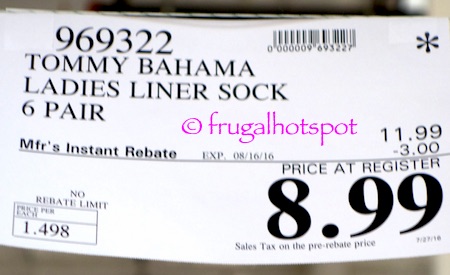 969322
0000009693227
*
TOMMY BAHAMA
LADIES LINER SOCK
6 PAIR
© frugalhotspot
11.99
Mfr's Instant Rebate EXP. 08/16/16 -3.00
PRICE AT REGISTER
8.99
NO
REBATE LIMIT
PRICE PER
EACH
1.498
Sales Tax on the pre-rebate price
7/27/16